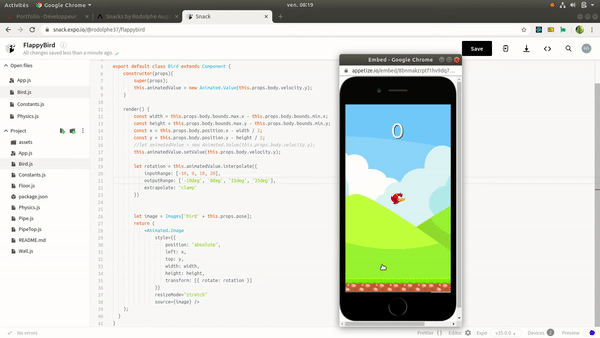 Activités
Google Chrome
ven. 08:19
Portfolio - Développeur
Snacks by Rodolphe Aug
Snack
snack.expo.io/@rodolphe37/flappybird
FlappyBird
All changes saved less than a minute ago.
Save
Open files
App.js
Bird.js
Constants.js
Physics.js
Project
assets
App.js
Bird.js
Constants.js
Floor.js
package.json
Physics.js
Pipe.js
PipeTop.js
README.md
Wall.js
export default class Bird extends Component {
constructor(props){
super(props);
this.animatedValue = new Animated.Value(this.props.body.velocity.y);
}
render() {
const width = this.props.body.bounds.max.x - this.props.body.bounds.min.x;
const height = this.props.body.bounds.max.y - this.props.body.bounds.min.y;
const x = this.props.body.position.x - width / 2;
const y = this.props.body.position.y - height / 2;
//let animatedValue = new Animated.Value(this.props.body.velocity.y);
this.animatedValue.setValue(this.props.body.velocity.y);
let rotation = this.animatedValue.interpolate({
inputRange: [-10, 0, 10, 20],
outputRange: [
extrapolate: 'clamp'
})
let image = Images['bird' + this.props.pose];
return (
<Animated.Image
style={{
position: 'absolute',
left: x,
top: y,
width: width,
height: height,
transform: [{ rotate: rotation }]
}}
resizeMode="stretch"
source={image} />
);
}
}
Embed - Google Chrome
appetize.io/embed/
0
No errors
Prettier
Editor
Expo
v35.0.0
Devices
Preview